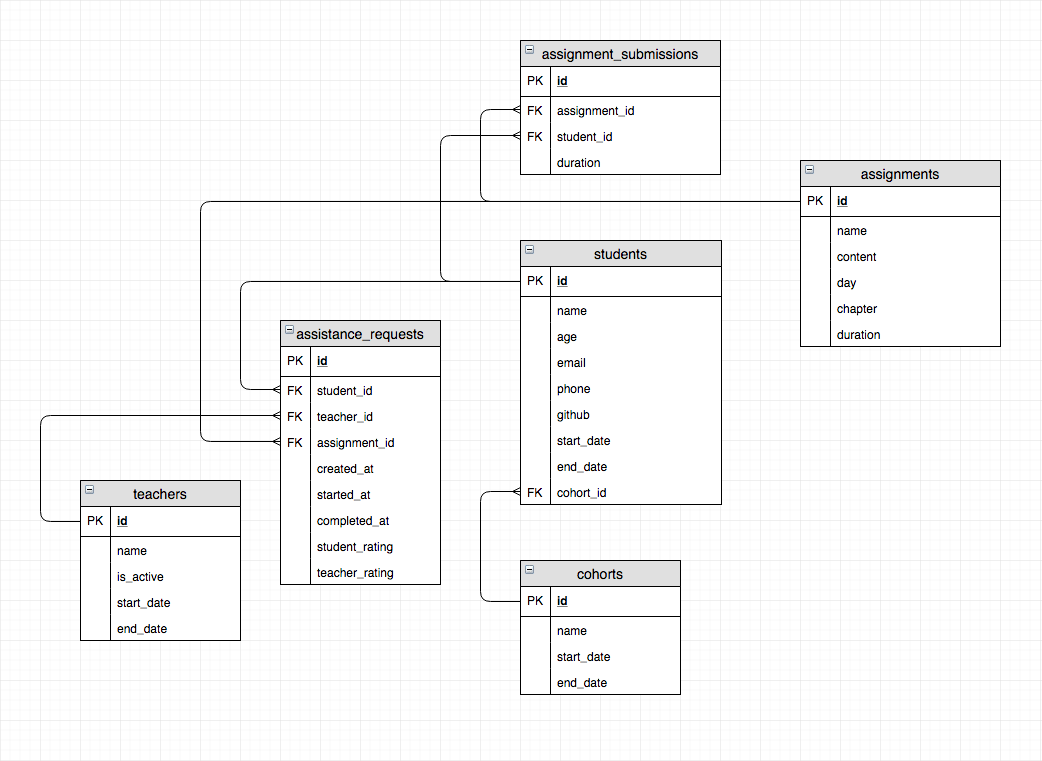 assignment_submissions
PK id
FK assignment_id
FK student_id
duration
assignments
PK id
name
content
day
chapter
duration
students
PK id
name
age
email
phone
github
start_date
end_date
FK cohort_id
assistance_requests
PK id
FK student_id
FK teacher_id
FK assignment_id
created_at
started_at
completed_at
student_rating
teacher_rating
teachers
PK id
name
is_active
start_date
end_date
cohorts
PK id
name
start_date
end_date